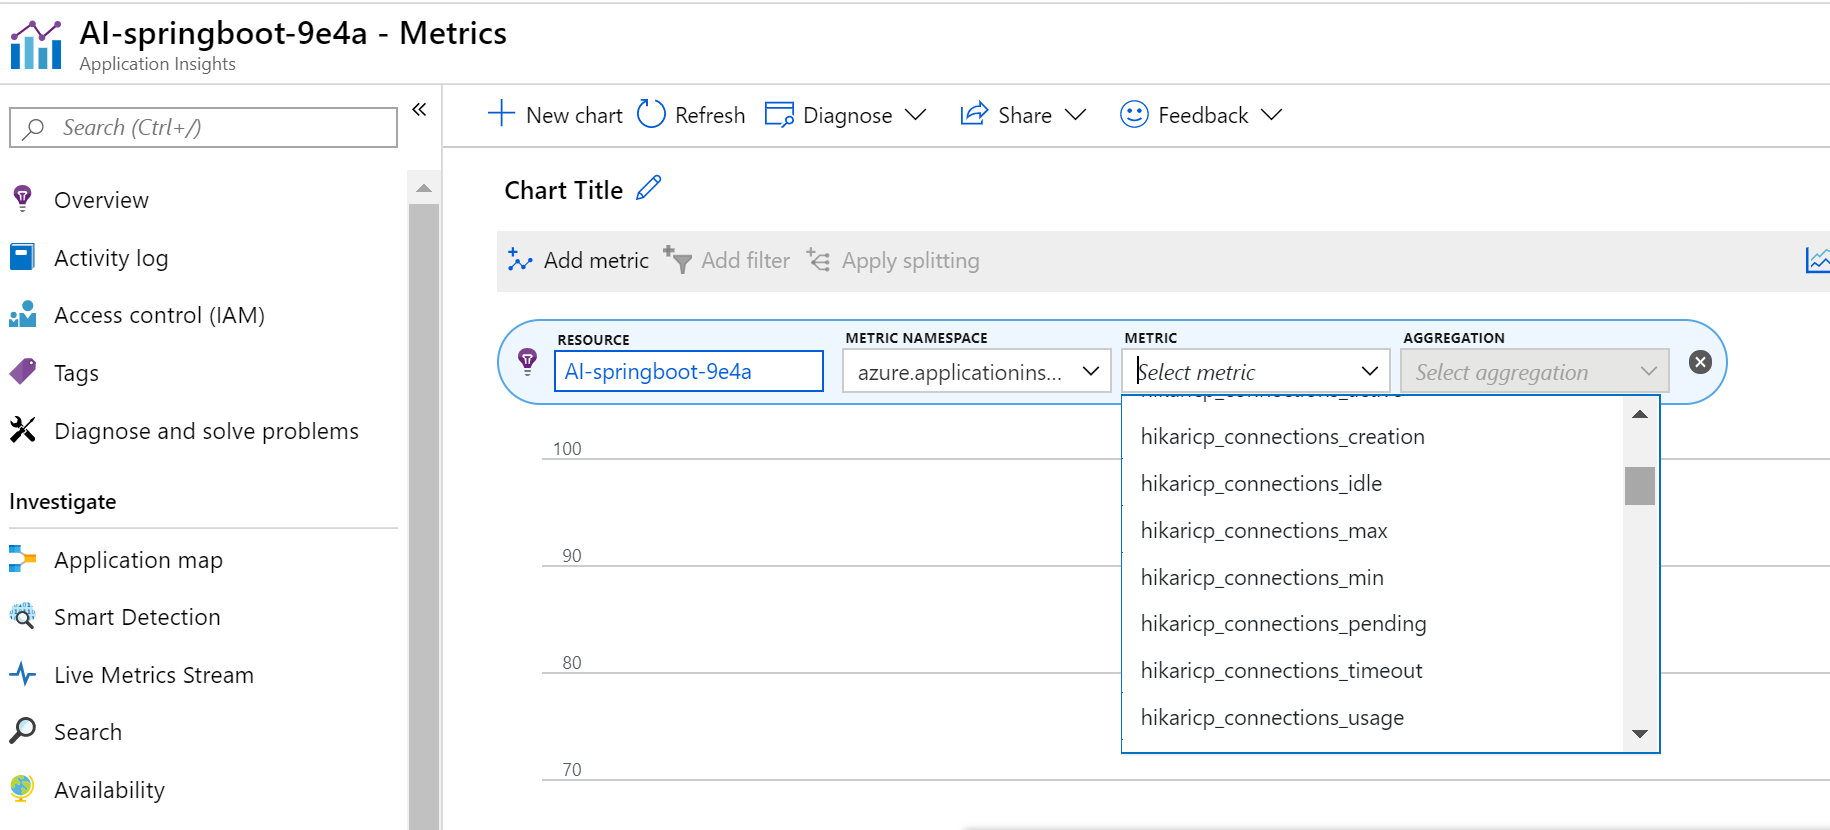 AI-springboot-9e4a - Metrics
Application Insights
Search (Ctrl+/)
Overview
Activity log
Access control (IAM)
Tags
Diagnose and solve problems
Investigate
Application map
Smart Detection
Live Metrics Stream
Search
Availability
New chart Refresh Diagnose Share Feedback
Chart Title
Add metric Add filter Apply splitting
RESOURCE METRIC NAMESPACE METRIC AGGREGATION
AI-springboot-9e4a azure.applicationins... Select metric Select aggregation
hikaricp_connections_active
hikaricp_connections_creation
hikaricp_connections_idle
hikaricp_connections_max
hikaricp_connections_min
hikaricp_connections_pending
hikaricp_connections_timeout
hikaricp_connections_usage
100
90
80
70